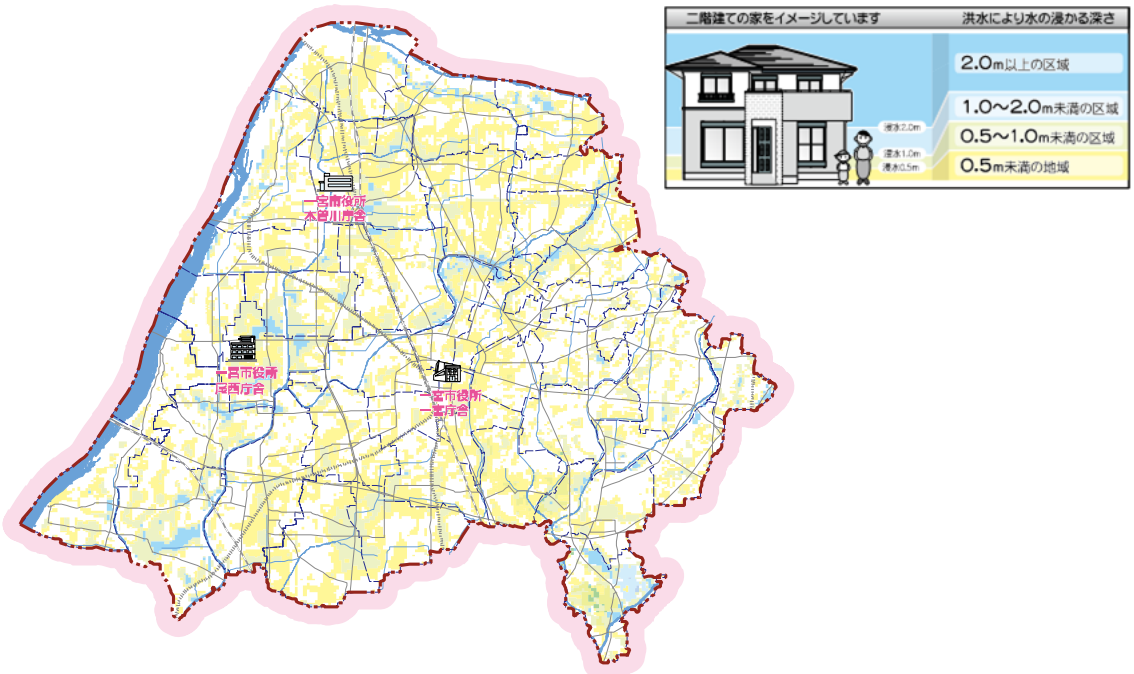 二階建ての家をイメージしています
洪水により水の浸かる深さ
2.0m以上の区域
1.0～2.0m未満の区域
0.5～1.0m未満の区域
0.5m未満の地域
浸水2.0m
浸水1.0m
浸水0.5m
一宮市役所
木曽川庁舎
一宮市役所
尾西庁舎
一宮市役所
一宮庁舎